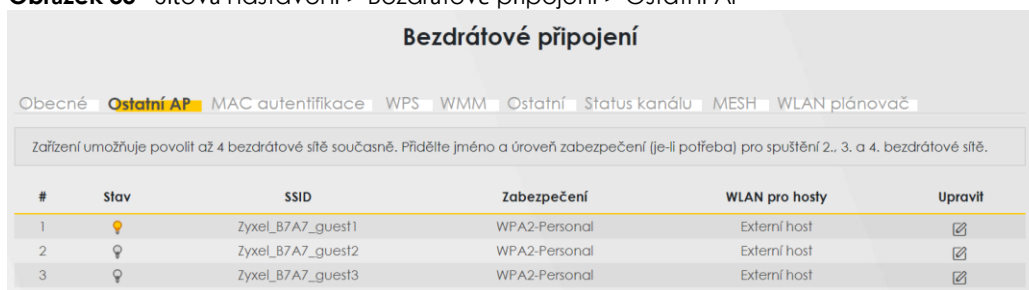 Bezdrátové připojení
Obecné Ostatní AP MAC autentifikace WPS WMM Ostatní Status kanálu MESH WLAN plánovač
Zařízení umožňuje povolit až 4 bezdrátové sítě současně. Přidělte jméno a úroveň zabezpečení (je-li potřeba) pro spuštění 2., 3. a 4. bezdrátové sítě.
# Stav SSID Zabezpečení WLAN pro hosty Upravit
1 Zyxel_B7A7_guest1 WPA2-Personal Externí host
2 Zyxel_B7A7_guest2 WPA2-Personal Externí host
3 Zyxel_B7A7_guest3 WPA2-Personal Externí host